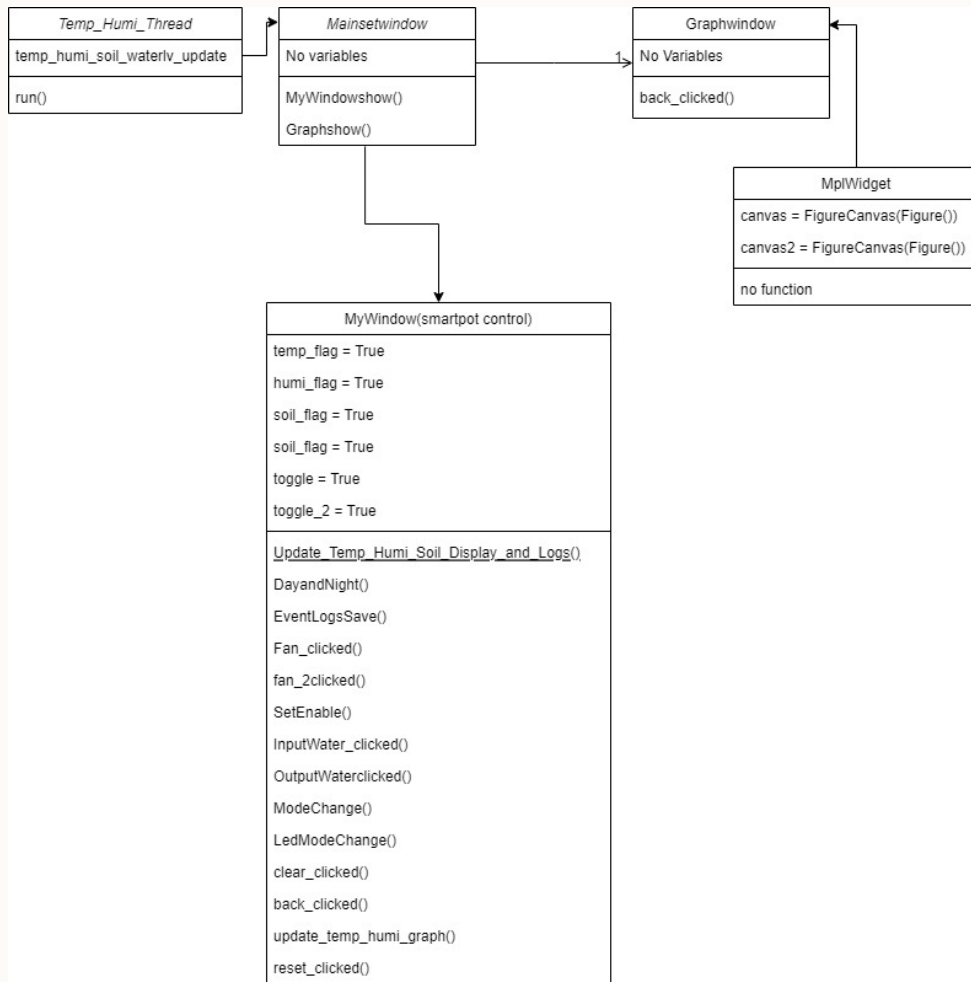 Temp_Humi_Thread
temp_humi_soil_waterlv_update
run()
Mainsetwindow
No variables
MyWindowshow()
Graphshow()
1
Graphwindow
No Variables
back_clicked()
MplWidget
canvas = FigureCanvas(Figure())
canvas2 = FigureCanvas(Figure())
no function
MyWindow(smartpot control)
temp_flag = True
humi_flag = True
soil_flag = True
soil_flag = True
toggle = True
toggle_2 = True
Update_Temp_Humi_Soil_Display_and_Logs()
DayandNight()
EventLogsSave()
Fan_clicked()
fan_2clicked()
SetEnable()
InputWater_clicked()
OutputWaterclicked()
ModeChange()
LedModeChange()
clear_clicked()
back_clicked()
update_temp_humi_graph()
reset_clicked()